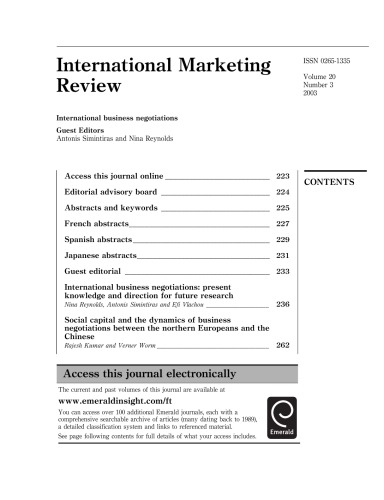 International Marketing
Review
ISSN 0265-1335
Volume 20
Number 3
2003
International business negotiations
Guest Editors
Antonis Simintiras and Nina Reynolds
CONTENTS
Access this journal online 223
Editorial advisory board 224
Abstracts and keywords 225
French abstracts 227
Spanish abstracts 229
Japanese abstracts 231
Guest editorial 233
International business negotiations: present
knowledge and direction for future research
Nina Reynolds, Antonis Simintiras and Efi Vlachou 236
Social capital and the dynamics of business
negotiations between the northern Europeans and the
Chinese
Rajesh Kumar and Verner Worm 262
Access this journal electronically
The current and past volumes of this journal are available at
www.emeraldinsight.com/ft
You can access over 100 additional Emerald journals, each with a
comprehensive searchable archive of articles (many dating back to 1989),
a detailed classification system and links to referenced material.
See page following contents for full details of what your access includes.
Emerald